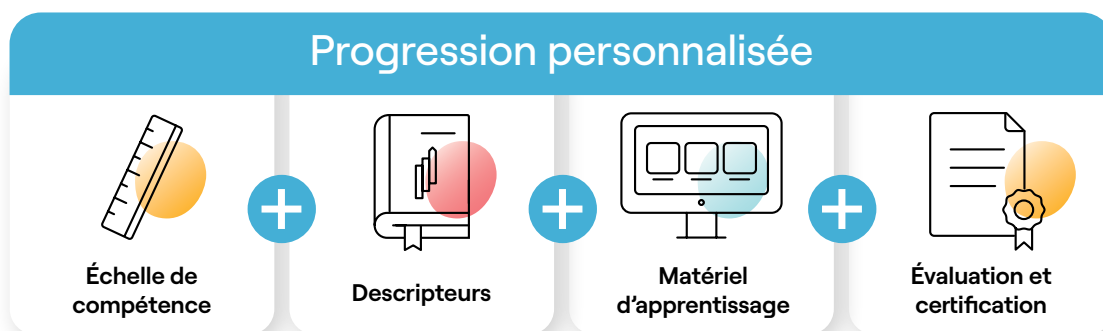 Progression personnalisée
Échelle de
compétence
Descripteurs
Matériel
d'apprentissage
Évaluation et
certification